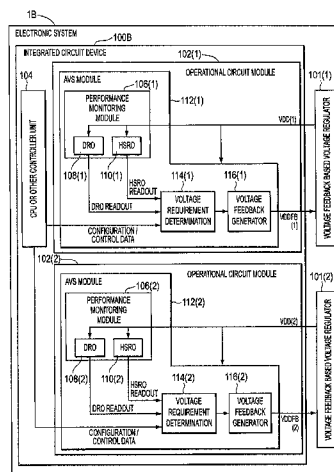 1B
ELECTRONIC SYSTEM
100B
INTEGRATED CIRCUIT DEVICE
102(1)
104
AVS MODULE
OPERATIONAL CIRCUIT MODULE
106(1)
101(1)
PERFORMANCE
MONITORING
MODULE
112(1)
VDD(1)
DRO
HSRO
108(1)
110(1)
114(1)
116(1)
HSRO
READOUT
DRO READOUT
VOLTAGE
REQUIREMENT
DETERMINATION
VOLTAGE
FEEDBACK
GENERATOR
VDDFB
(1)
CONFIGURATION /
CONTROL DATA
CPU OR OTHER CONTROLLER UNIT
VOLTAGE FEEDBACK BASED VOLTAGE REGULATOR
102(2)
AVS MODULE
OPERATIONAL CIRCUIT MODULE
106(2)
101(2)
PERFORMANCE
MONITORING
MODULE
112(2)
VDD(2)
DRO
HSRO
108(2)
110(2)
114(2)
116(2)
HSRO
READOUT
DRO READOUT
VOLTAGE
REQUIREMENT
DETERMINATION
VOLTAGE
FEEDBACK
GENERATOR
VDDFB
(2)
CONFIGURATION /
CONTROL DATA
VOLTAGE FEEDBACK BASED VOLTAGE REGULATOR